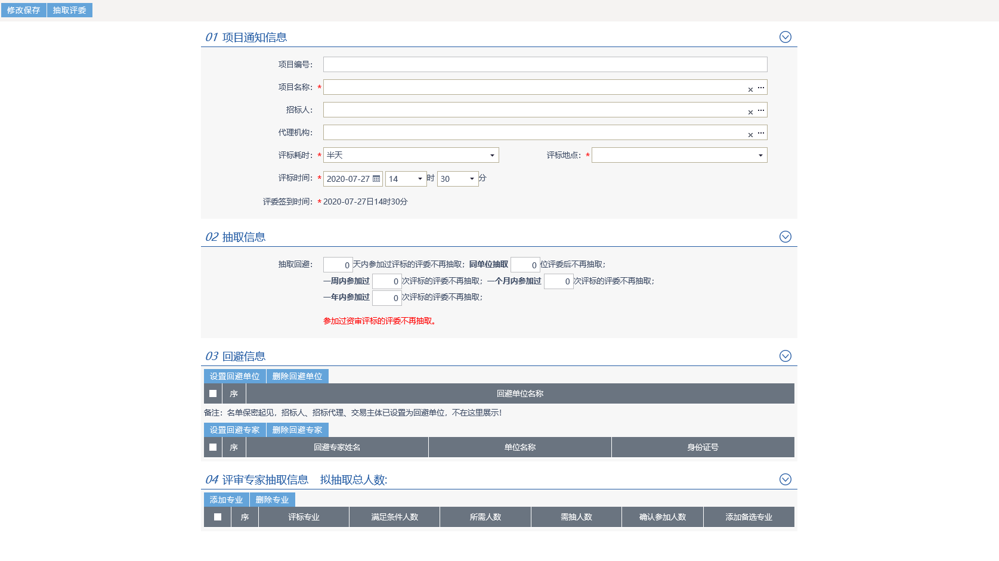 修改保存 抽取评委
01 项目通知信息
项目编号：
项目名称：* × ···
招标人： × ···
代理机构： × ···
评标耗时：* 半天 评标地点：*
评标时间：* 2020-07-27 14 时 30 分
评委签到时间：* 2020-07-27日14时30分
02 抽取信息
抽取回避： 0 天内参加过评标的评委不再抽取；同单位抽取 0 位评委后不再抽取；
一周内参加过 0 次评标的评委不再抽取；一个月内参加过 0 次评标的评委不再抽取；
一年内参加过 0 次评标的评委不再抽取；
参加过资审评标的评委不再抽取。
03 回避信息
设置回避单位 删除回避单位
序 回避单位名称
备注：名单保密起见，招标人、招标代理、交易主体已设置为回避单位，不在这里展示！
设置回避专家 删除回避专家
序 回避专家姓名 单位名称 身份证号
04 评审专家抽取信息 拟抽取总人数:
添加专业 删除专业
序 评标专业 满足条件人数 所需人数 需抽人数 确认参加人数 添加备选专业